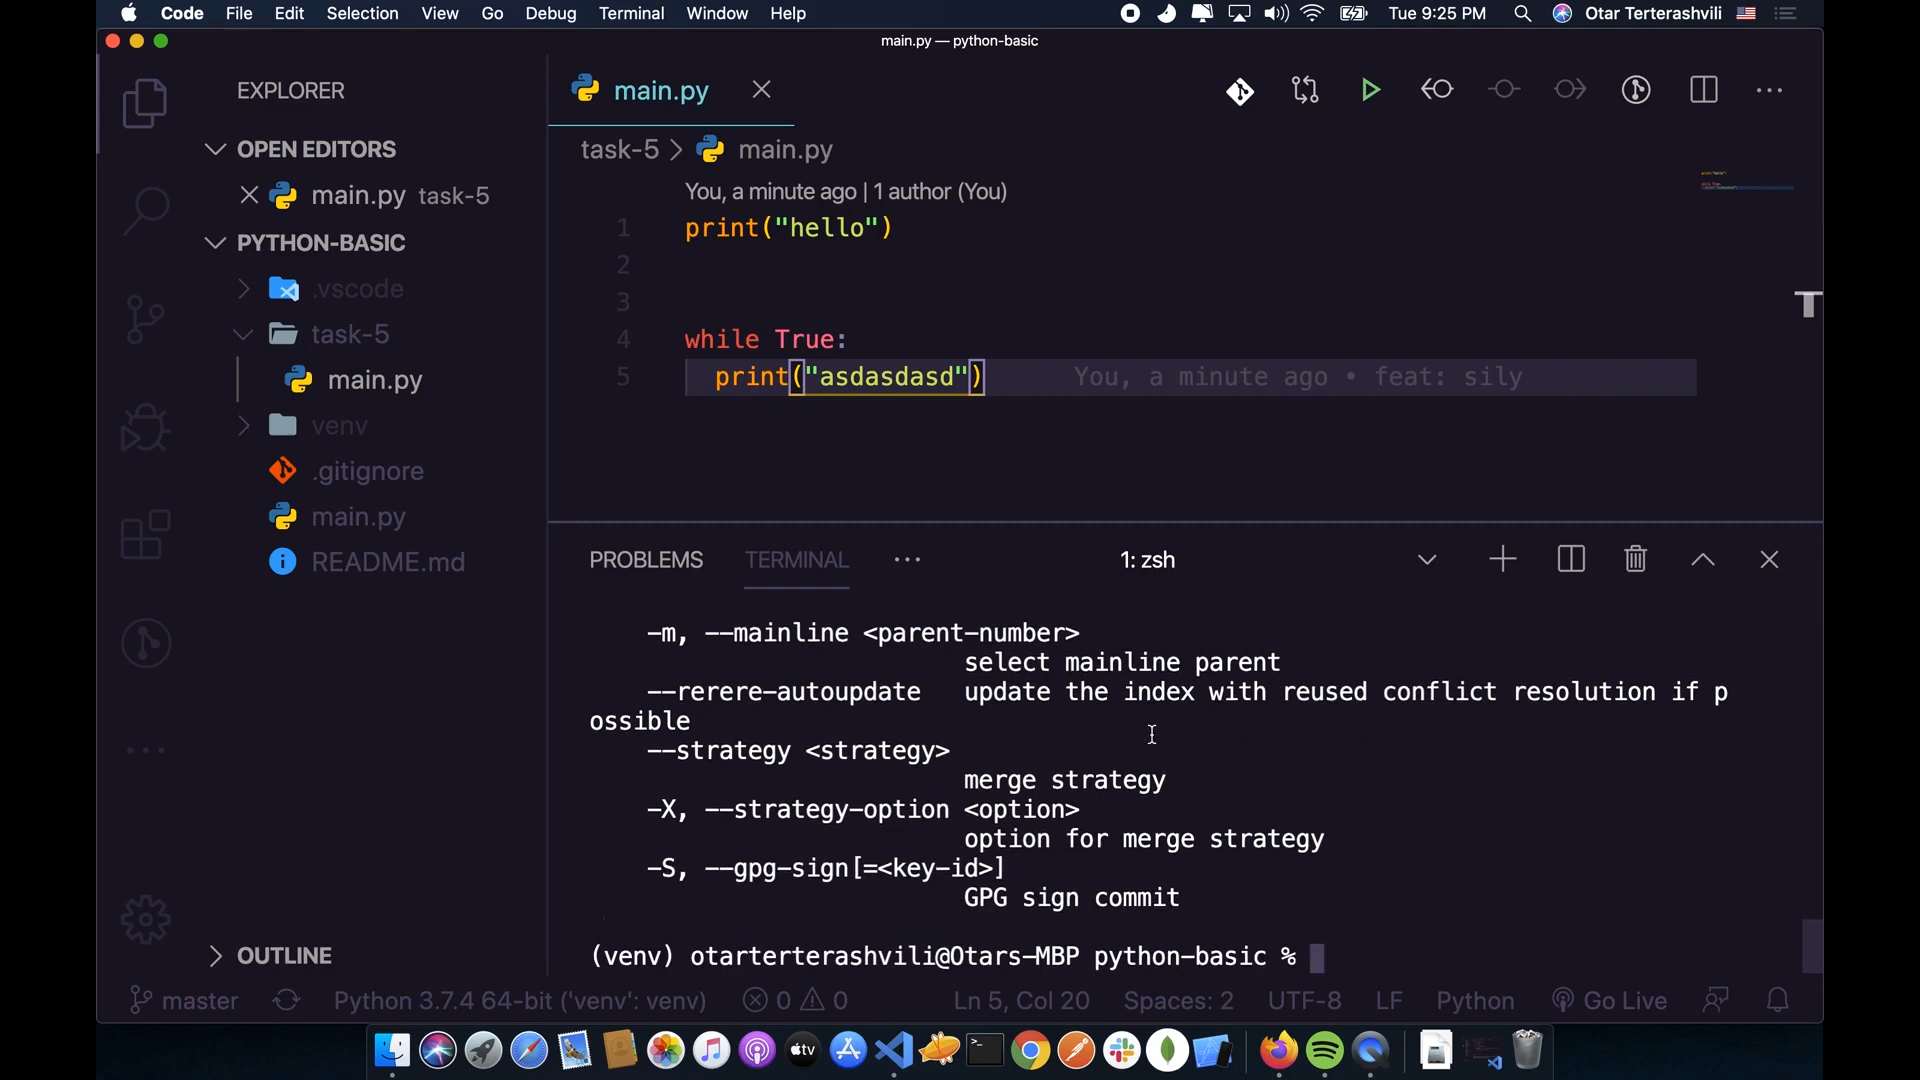 Code File Edit Selection View Go Debug Terminal Window Help Tue 9:25 PM Otar Terterashvili
main.py — python-basic
EXPLORER
OPEN EDITORS
main.py task-5
PYTHON-BASIC
.vscode
task-5
main.py
venv
.gitignore
main.py
README.md
OUTLINE
main.py
task-5 > main.py
You, a minute ago | 1 author (You)
1 print("hello")
2
3
4 while True:
5 print("asdasdasd") You, a minute ago • feat: sily
PROBLEMS TERMINAL ··· 1: zsh
-m, --mainline <parent-number>
select mainline parent
--rerere-autoupdate update the index with reused conflict resolution if p
ossible
--strategy <strategy>
merge strategy
-X, --strategy-option <option>
option for merge strategy
-S, --gpg-sign[=<key-id>]
GPG sign commit
(venv) otarterterashvili@Otars-MBP python-basic %
master Python 3.7.4 64-bit ('venv': venv) 0 0 Ln 5, Col 20 Spaces: 2 UTF-8 LF Python Go Live
tv